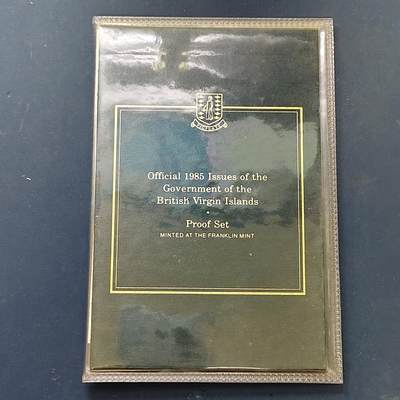 Official 1985 Issues of the
Government of the
British Virgin Islands
Proof Set
MINTED AT THE FRANKLIN MINT